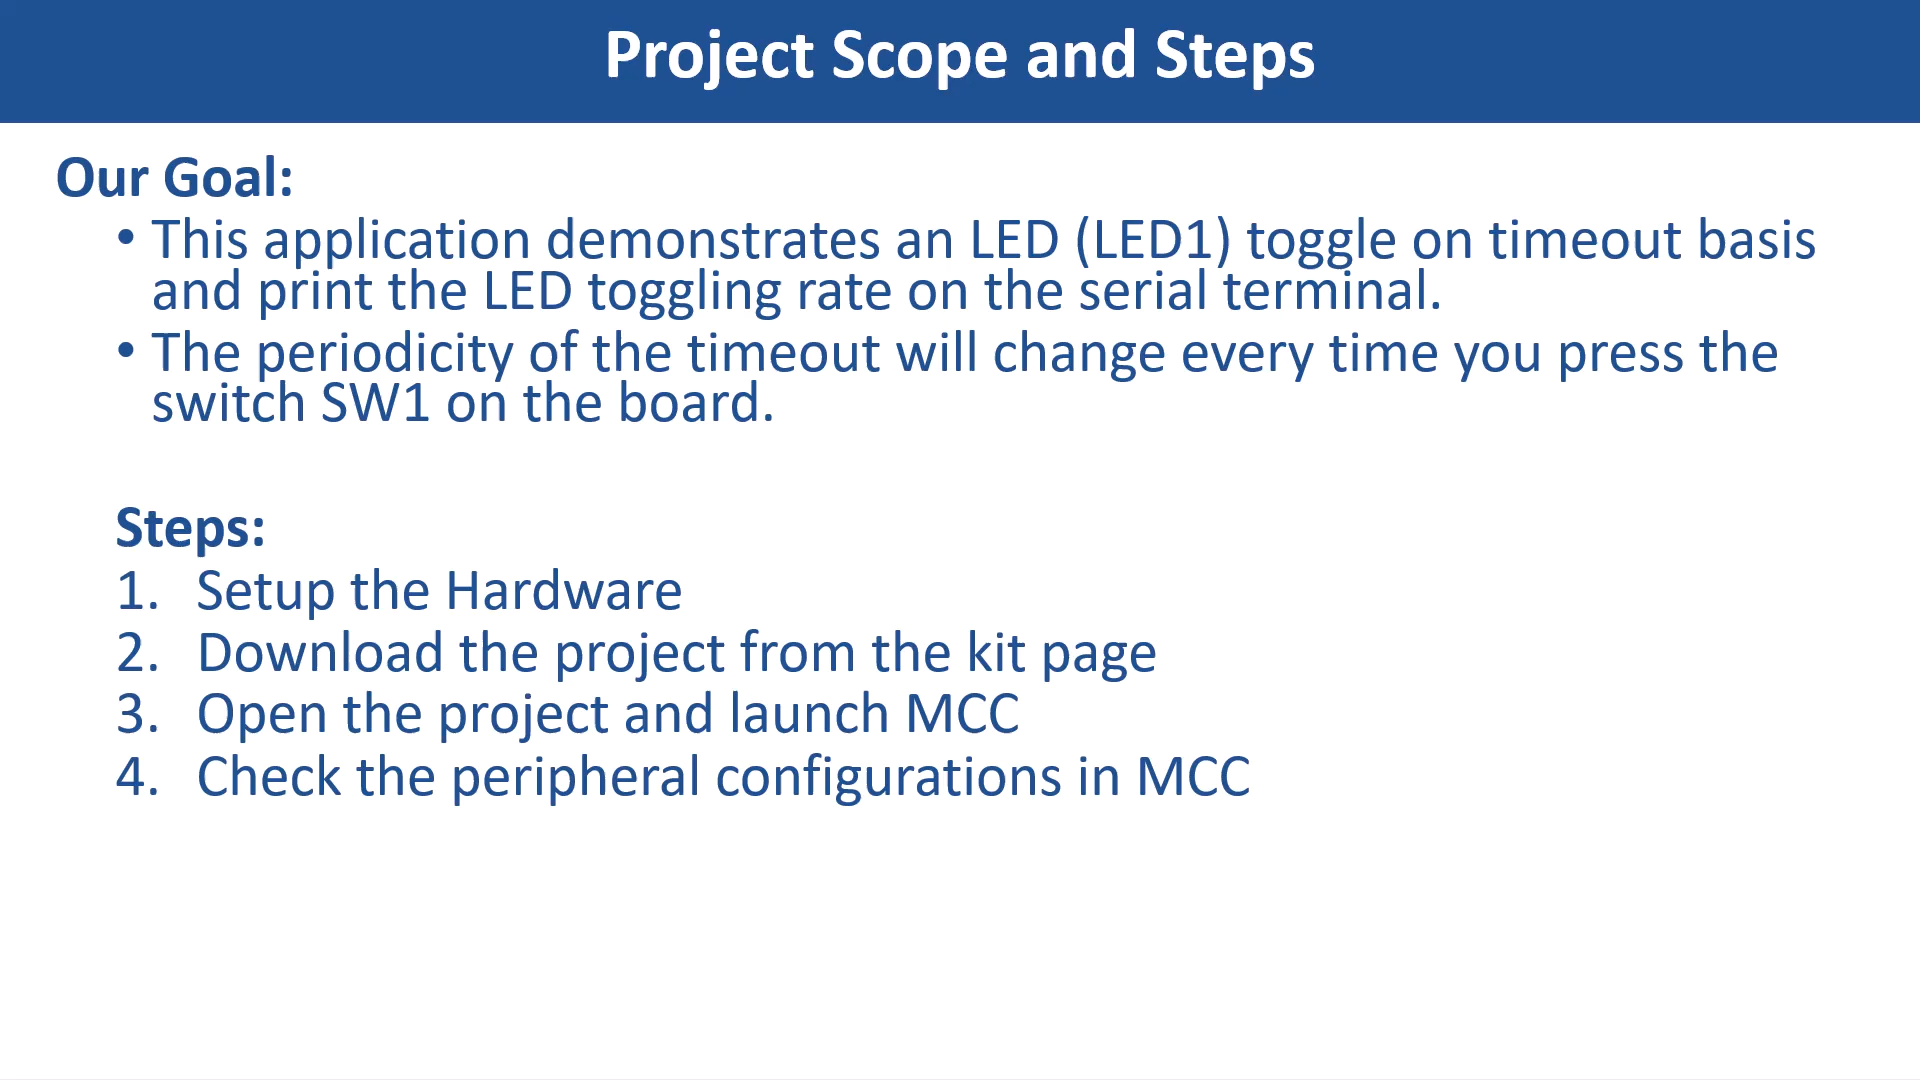 Project Scope and Steps
Our Goal:
• This application demonstrates an LED (LED1) toggle on timeout basis
and print the LED toggling rate on the serial terminal.
• The periodicity of the timeout will change every time you press the
switch SW1 on the board.
Steps:
1. Setup the Hardware
2. Download the project from the kit page
3. Open the project and launch MCC
4. Check the peripheral configurations in MCC